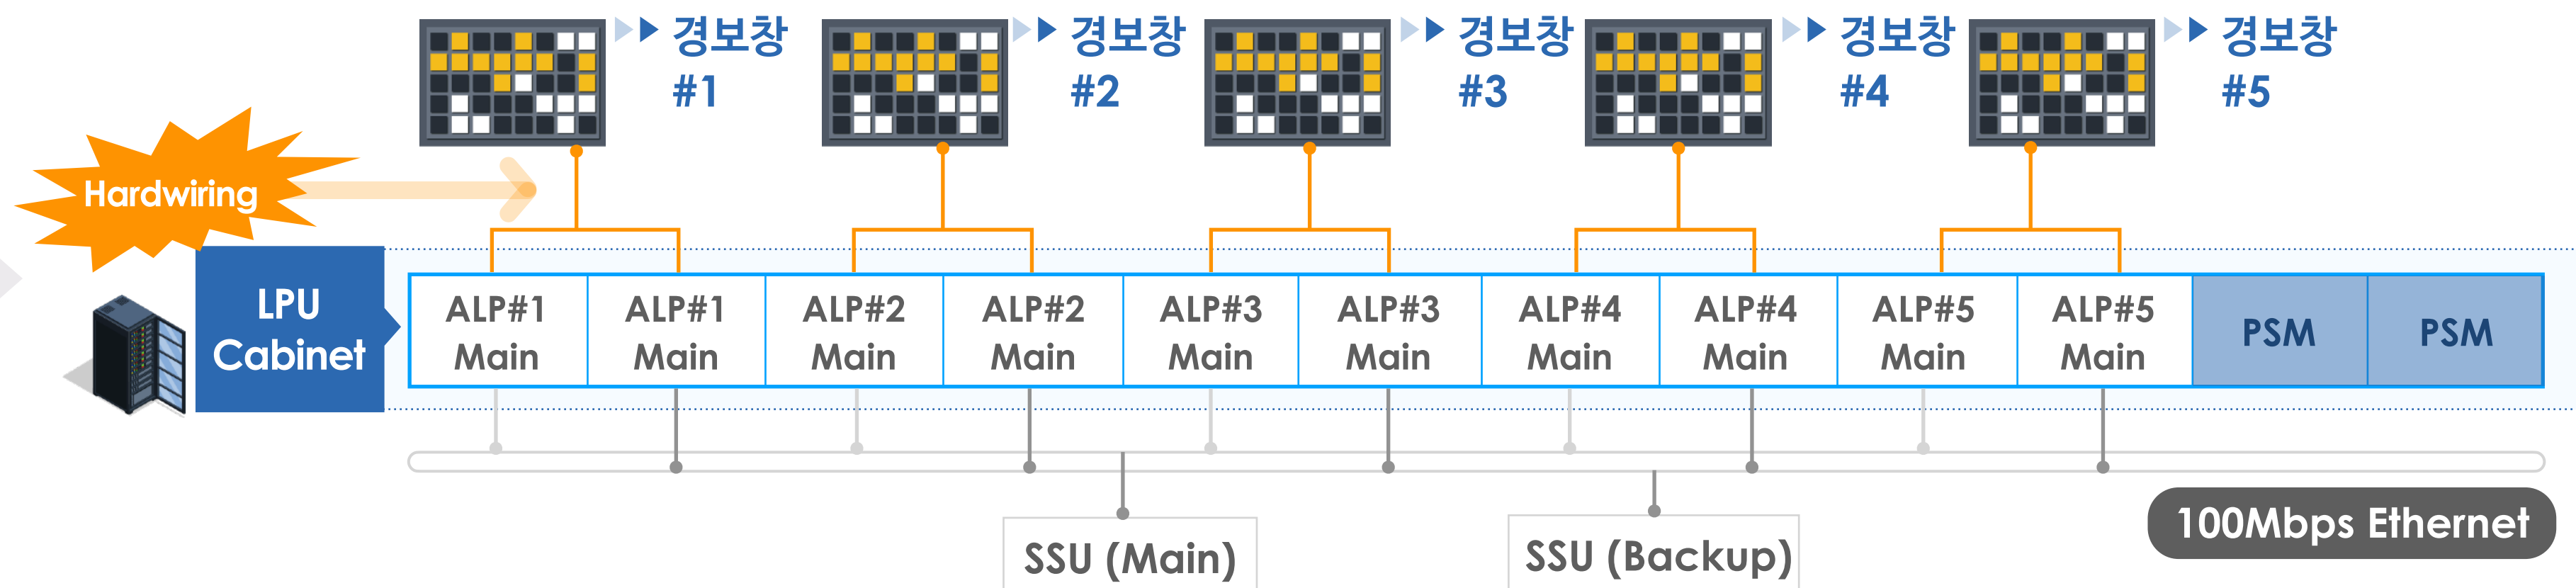 경보창
#1
경보창
#2
경보창
#3
경보창
#4
경보창
#5
Hardwiring
LPU
Cabinet
ALP#1
Main
ALP#1
Main
ALP#2
Main
ALP#2
Main
ALP#3
Main
ALP#3
Main
ALP#4
Main
ALP#4
Main
ALP#5
Main
ALP#5
Main
PSM
PSM
100Mbps Ethernet
SSU (Main)
SSU (Backup)